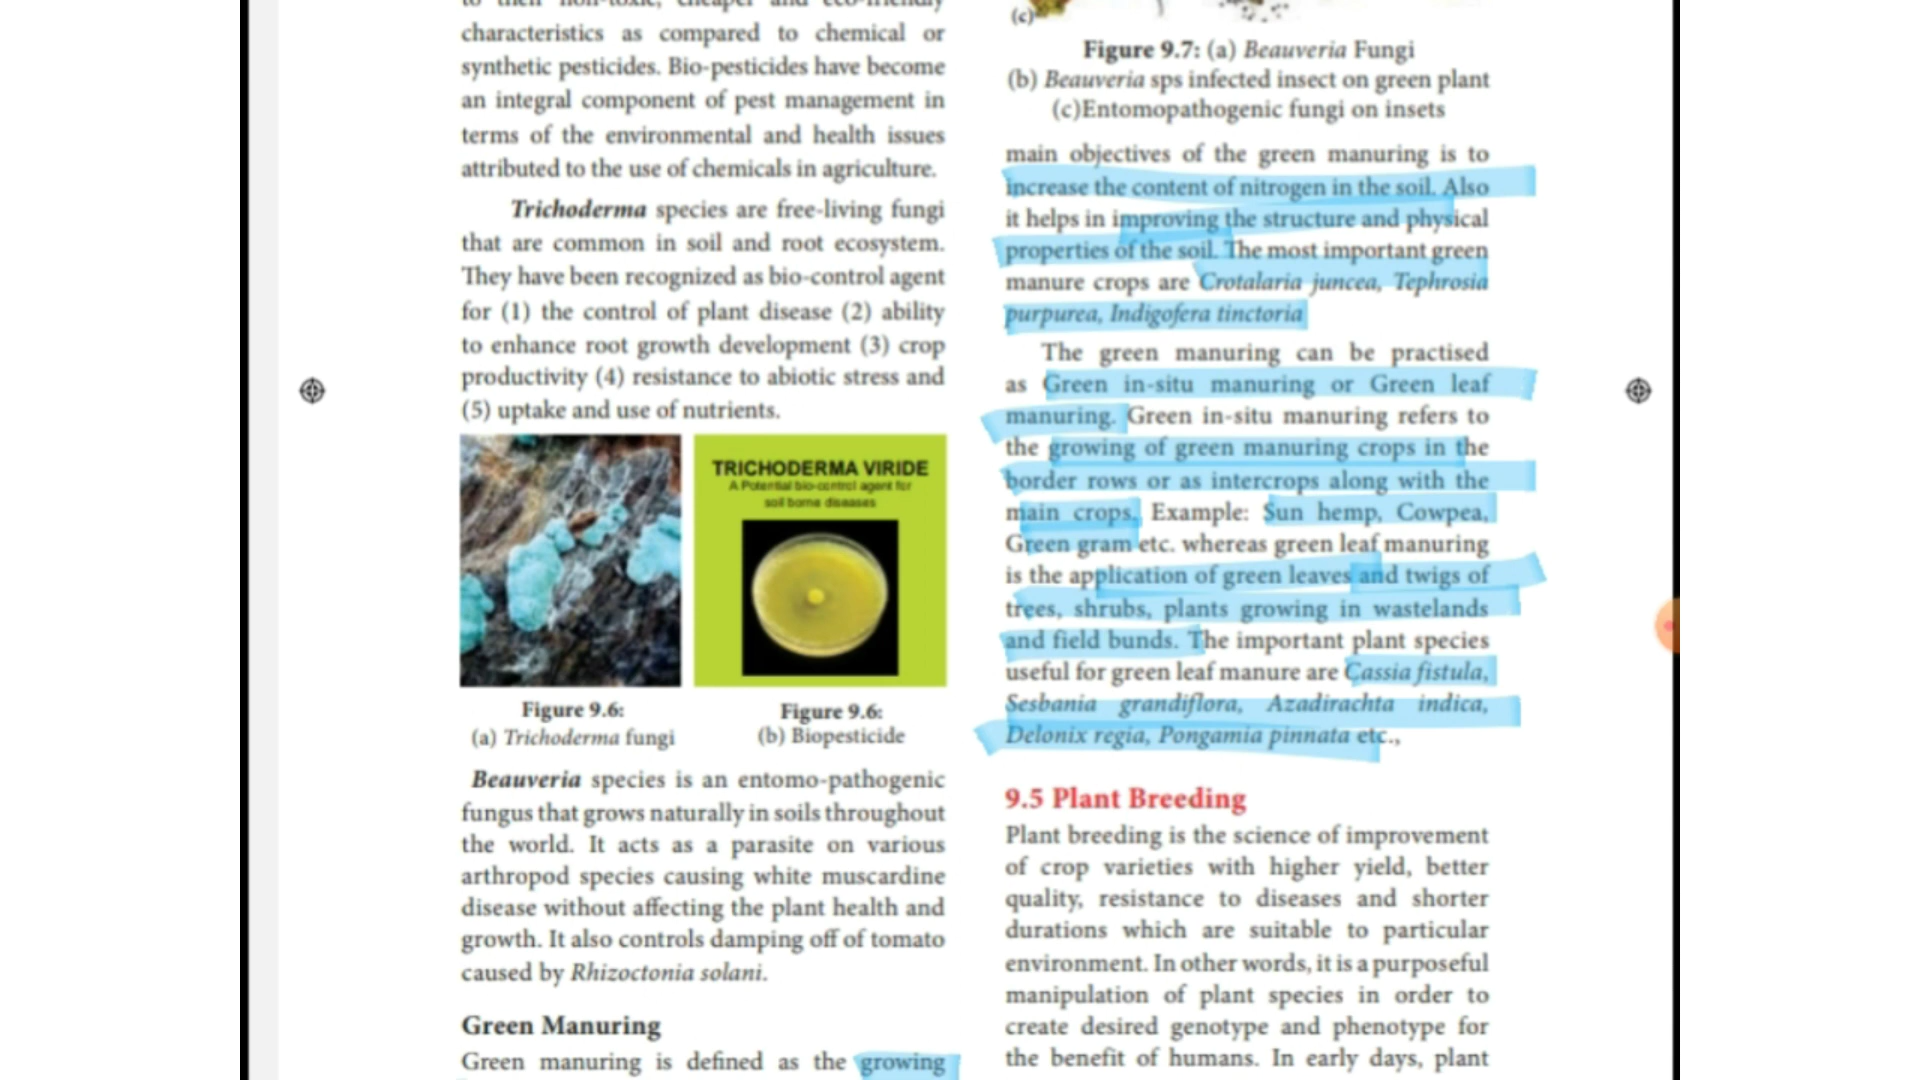 characteristics as compared to chemical or
synthetic pesticides. Bio-pesticides have become
an integral component of pest management in
terms of the environmental and health issues
attributed to the use of chemicals in agriculture.
Trichoderma species are free-living fungi
that are common in soil and root ecosystem.
They have been recognized as bio-control agent
for (1) the control of plant disease (2) ability
to enhance root growth development (3) crop
productivity (4) resistance to abiotic stress and
(5) uptake and use of nutrients.
TRICHODERMA VIRIDE
A Potential bio-control agent for
soil borne diseases
Figure 9.6:
(a) Trichoderma fungi
Figure 9.6:
(b) Biopesticide
Beauveria species is an entomo-pathogenic
fungus that grows naturally in soils throughout
the world. It acts as a parasite on various
arthropod species causing white muscardine
disease without affecting the plant health and
growth. It also controls damping off of tomato
caused by Rhizoctonia solani.
Green Manuring
Green manuring is defined as the growing
(c)
Figure 9.7: (a) Beauveria Fungi
(b) Beauveria sps infected insect on green plant
(c)Entomopathogenic fungi on insets
main objectives of the green manuring is to
increase the content of nitrogen in the soil. Also
it helps in improving the structure and physical
properties of the soil. The most important green
manure crops are Crotalaria juncea, Tephrosia
purpurea, Indigofera tinctoria
The green manuring can be practised
as Green in-situ manuring or Green leaf
manuring. Green in-situ manuring refers to
the growing of green manuring crops in the
border rows or as intercrops along with the
main crops. Example: Sun hemp, Cowpea,
Green gram etc. whereas green leaf manuring
is the application of green leaves and twigs of
trees, shrubs, plants growing in wastelands
and field bunds. The important plant species
useful for green leaf manure are Cassia fistula,
Sesbania grandiflora, Azadirachta indica,
Delonix regia, Pongamia pinnata etc.,
9.5 Plant Breeding
Plant breeding is the science of improvement
of crop varieties with higher yield, better
quality, resistance to diseases and shorter
durations which are suitable to particular
environment. In other words, it is a purposeful
manipulation of plant species in order to
create desired genotype and phenotype for
the benefit of humans. In early days, plant